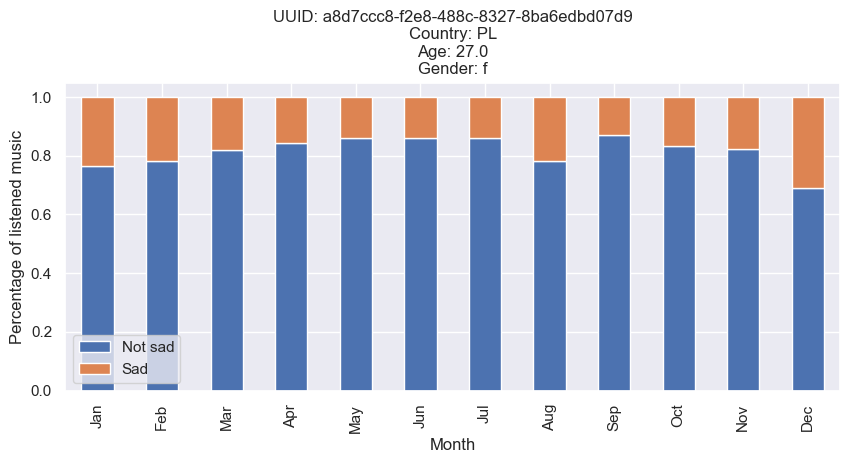 UUID: a8d7ccc8-f2e8-488c-8327-8ba6edbd07d9
Country: PL
Age: 27.0
Gender: f
Percentage of listened music
1.0
0.8
0.6
0.4
0.2
0.0
Not sad
Sad
Jan
Feb
Mar
Apr
May
Jun
Jul
Aug
Sep
Oct
Nov
Dec
Month